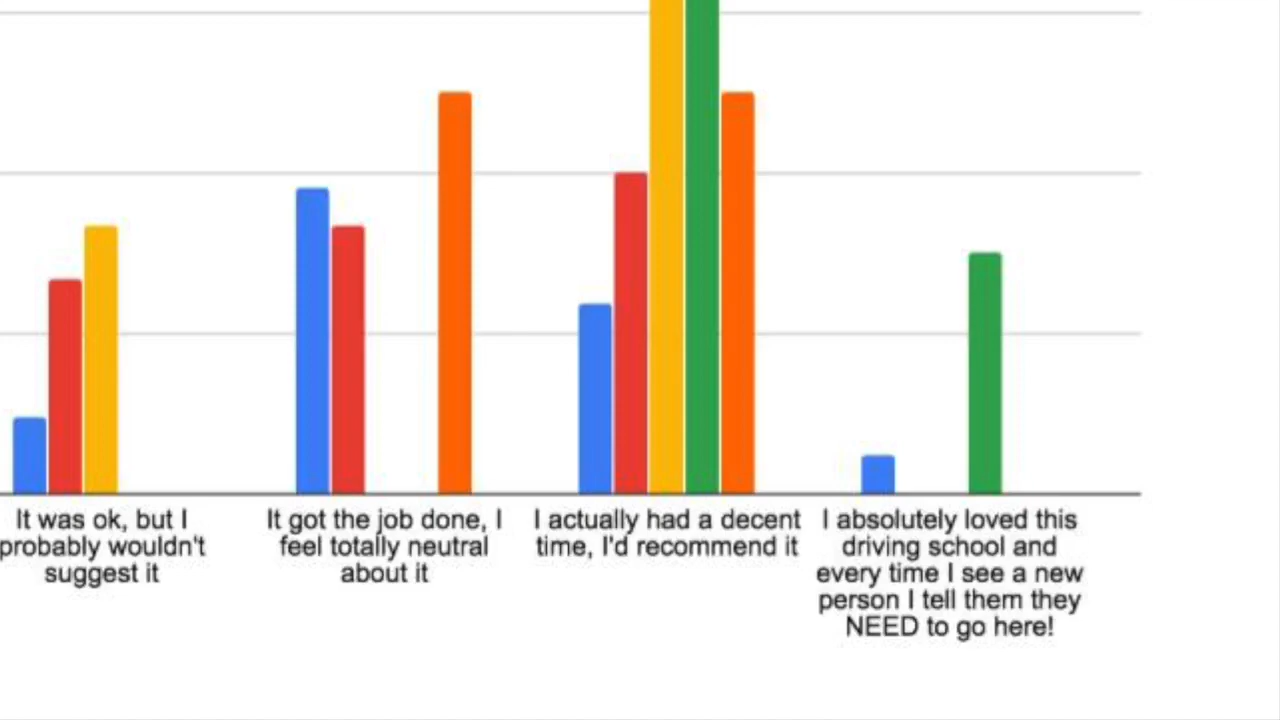 It was ok, but I
probably wouldn't
suggest it
It got the job done, I
feel totally neutral
about it
I actually had a decent
time, I'd recommend it
I absolutely loved this
driving school and
every time I see a new
person I tell them they
NEED to go here!